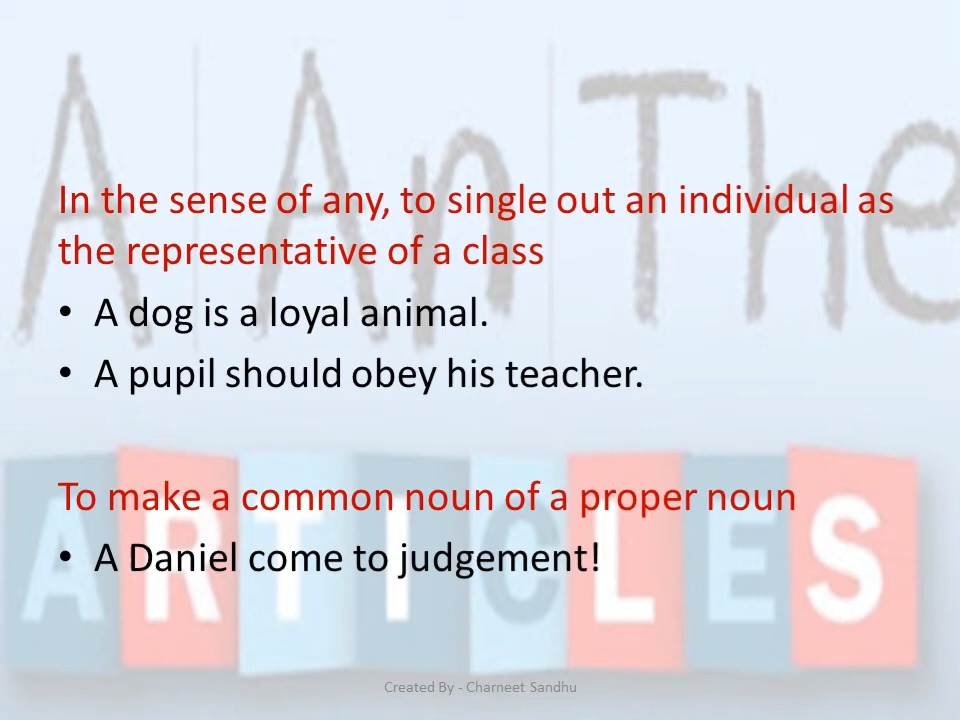 A An The
In the sense of any, to single out an individual as
the representative of a class
• A dog is a loyal animal.
• A pupil should obey his teacher.
To make a common noun of a proper noun
• A Daniel come to judgement!
ARTICLES
Created By - Charneet Sandhu